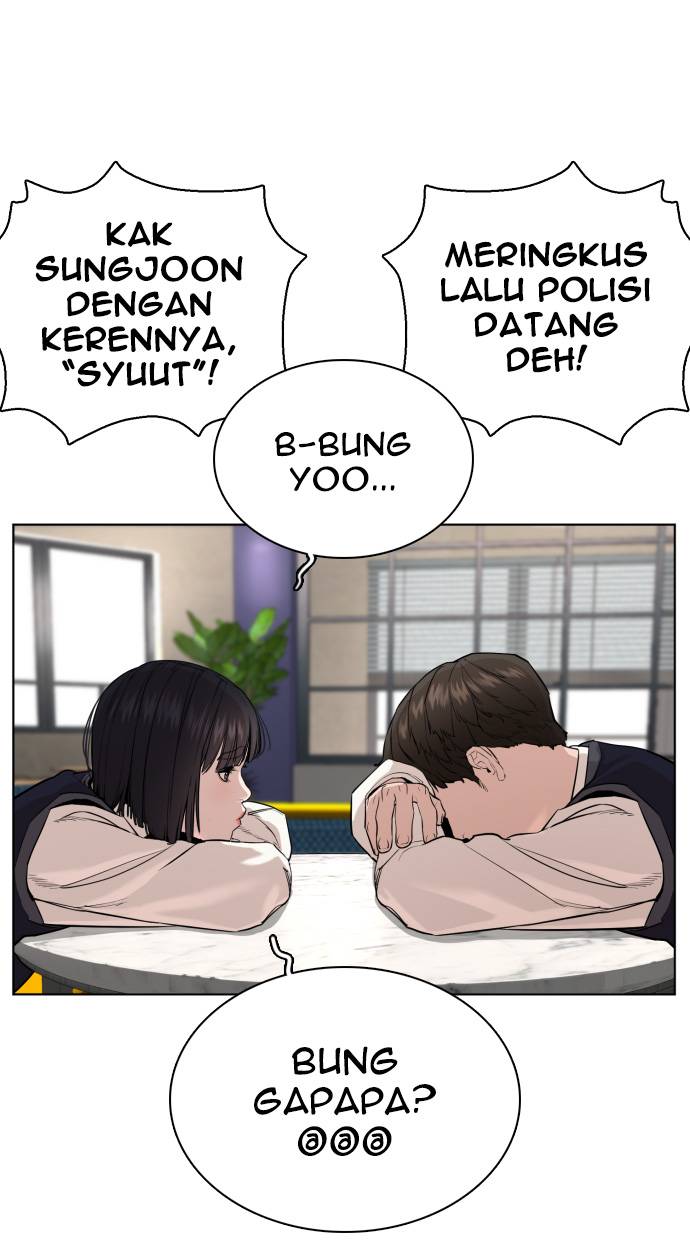 KAK
SUNGJOON
DENGAN
KERENNYA,
"SYUUT"!
MERINGKUS
LALU POLISI
DATANG
DEH!
B-BUNG
YOO...
BUNG
GAPAPA?
@@@